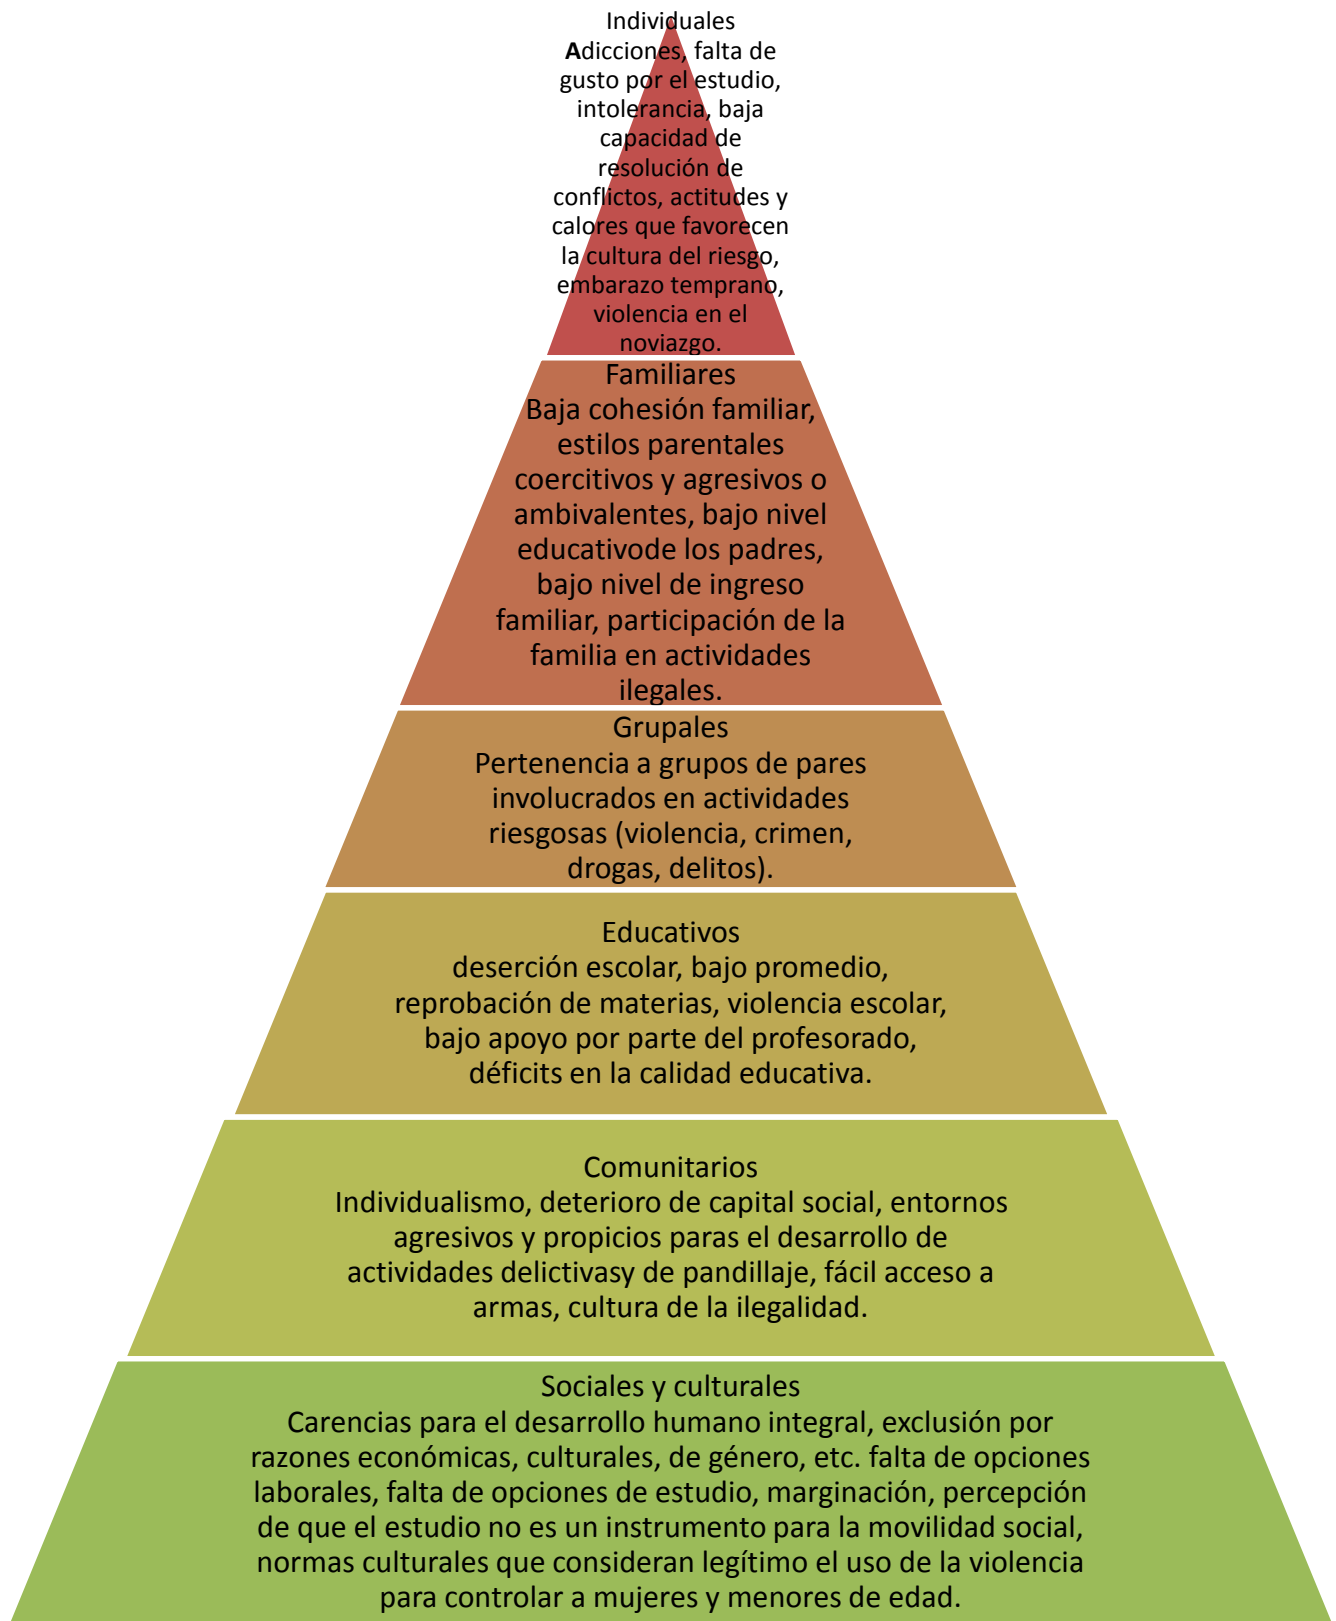 Individuales
Adicciones, falta de
gusto por el estudio,
intolerancia, baja
capacidad de
resolución de
conflictos, actitudes y
calores que favorecen
la cultura del riesgo,
embarazo temprano,
violencia en el
noviazgo.
Familiares
Baja cohesión familiar,
estilos parentales
coercitivos y agresivos o
ambivalentes, bajo nivel
educativode los padres,
bajo nivel de ingreso
familiar, participación de la
familia en actividades
ilegales.
Grupales
Pertenencia a grupos de pares
involucrados en actividades
riesgosas (violencia, crimen,
drogas, delitos).
Educativos
deserción escolar, bajo promedio,
reprobación de materias, violencia escolar,
bajo apoyo por parte del profesorado,
déficits en la calidad educativa.
Comunitarios
Individualismo, deterioro de capital social, entornos
agresivos y propicios paras el desarrollo de
actividades delictivasy de pandillaje, fácil acceso a
armas, cultura de la ilegalidad.
Sociales y culturales
Carencias para el desarrollo humano integral, exclusión por
razones económicas, culturales, de género, etc. falta de opciones
laborales, falta de opciones de estudio, marginación, percepción
de que el estudio no es un instrumento para la movilidad social,
normas culturales que consideran legítimo el uso de la violencia
para controlar a mujeres y menores de edad.